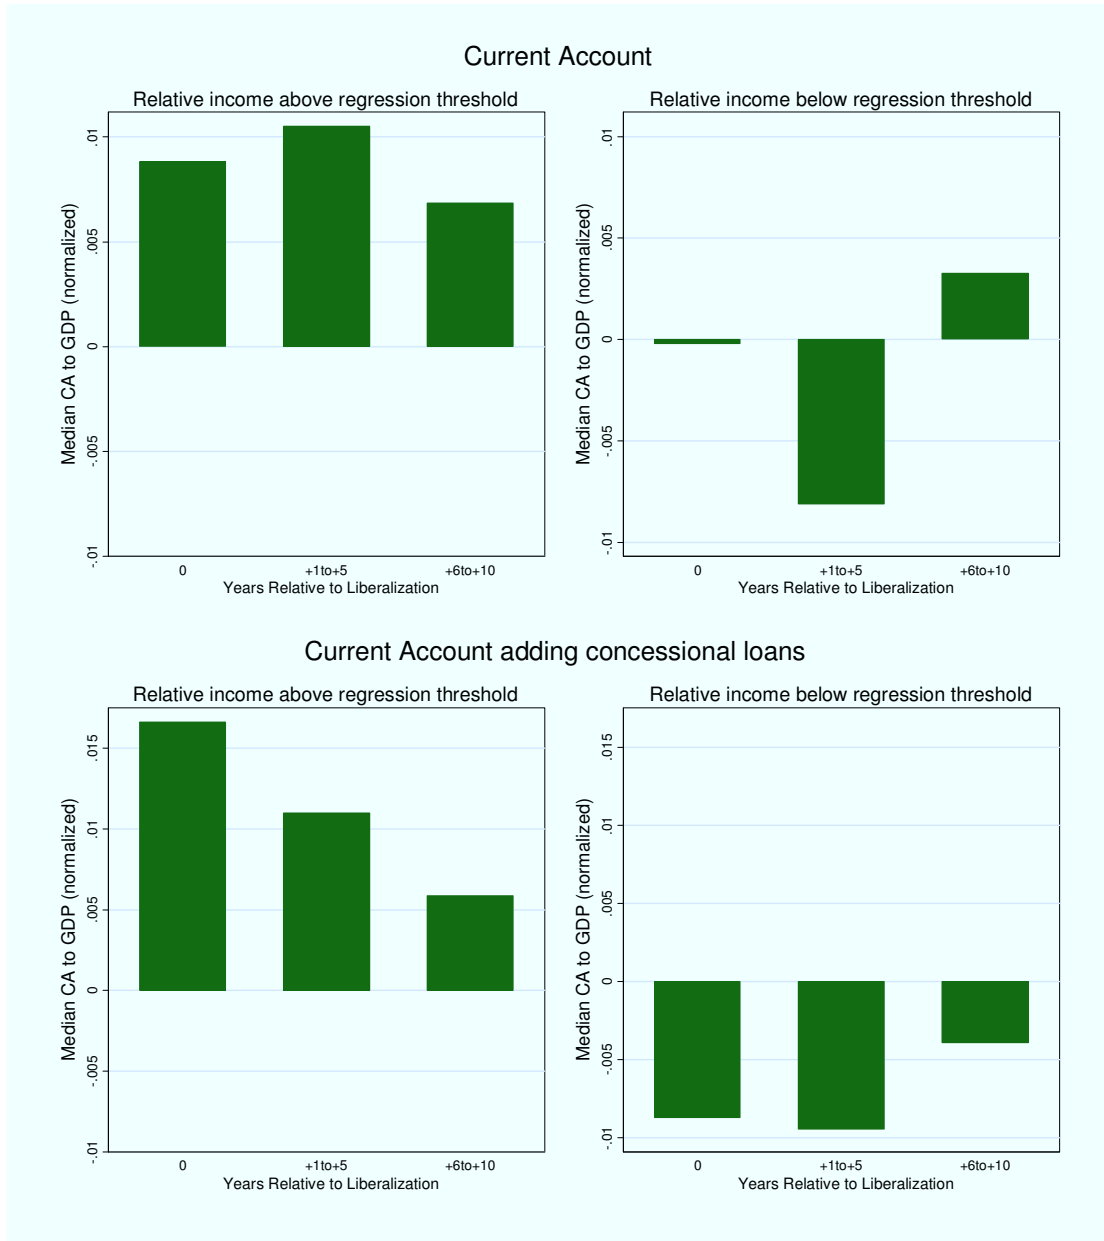 Current Account
Relative income above regression threshold
Median CA to GDP (normalized)
.01
.005
0
-.005
-.01
0 +1to+5 +6to+10
Years Relative to Liberalization
Relative income below regression threshold
Median CA to GDP (normalized)
.01
.005
0
-.005
-.01
0 +1to+5 +6to+10
Years Relative to Liberalization
Current Account adding concessional loans
Relative income above regression threshold
Median CA to GDP (normalized)
.015
.01
.005
0
-.005
-.01
0 +1to+5 +6to+10
Years Relative to Liberalization
Relative income below regression threshold
Median CA to GDP (normalized)
.015
.01
.005
0
-.005
-.01
0 +1to+5 +6to+10
Years Relative to Liberalization